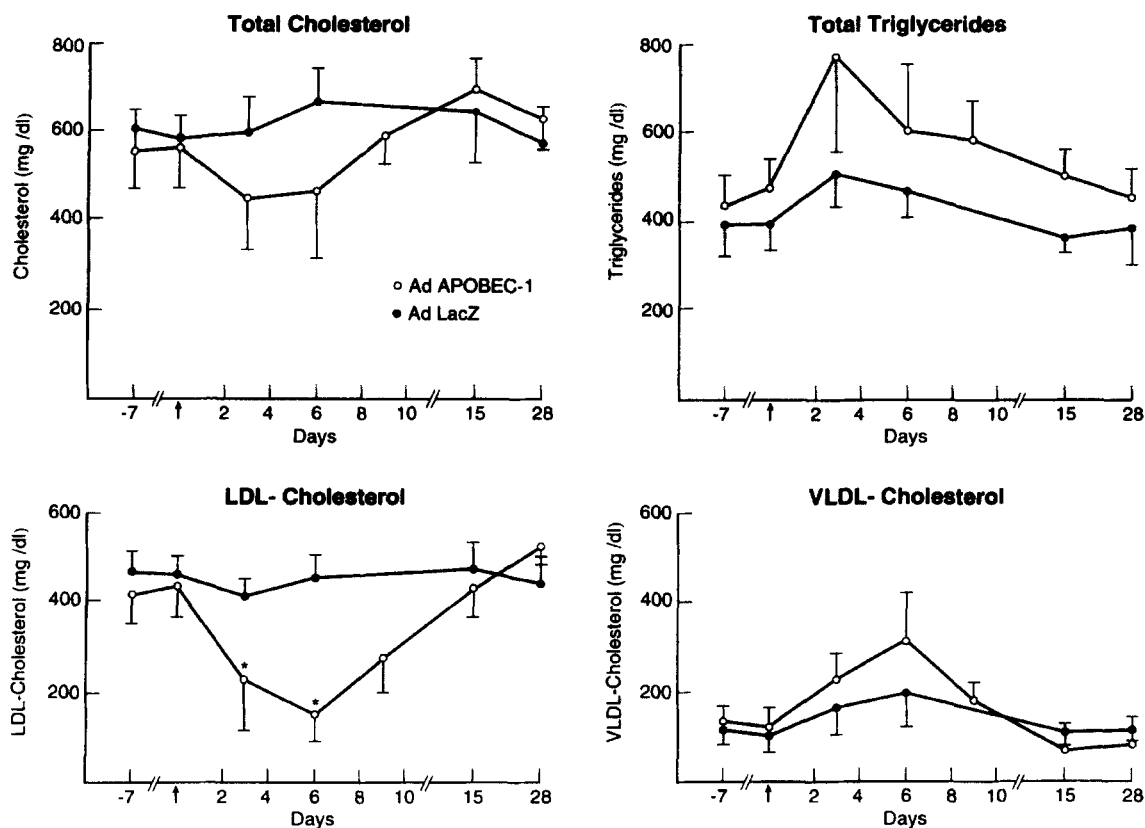 Total Cholesterol
Cholesterol (mg /dl)
800
600
400
200
○ Ad APOBEC-1
● Ad LacZ
-7 ↑ 2 4 6 8 10 15 28
Days
Total Triglycerides
Triglycerides (mg/dl)
800
600
400
200
-7 ↑ 2 4 6 8 10 15 28
Days
LDL- Cholesterol
LDL-Cholesterol (mg /dl)
600
400
200
* *
-7 ↑ 2 4 6 8 10 15 28
Days
VLDL- Cholesterol
VLDL-Cholesterol (mg /dl)
600
400
200
-7 ↑ 2 4 6 8 10 15 28
Days